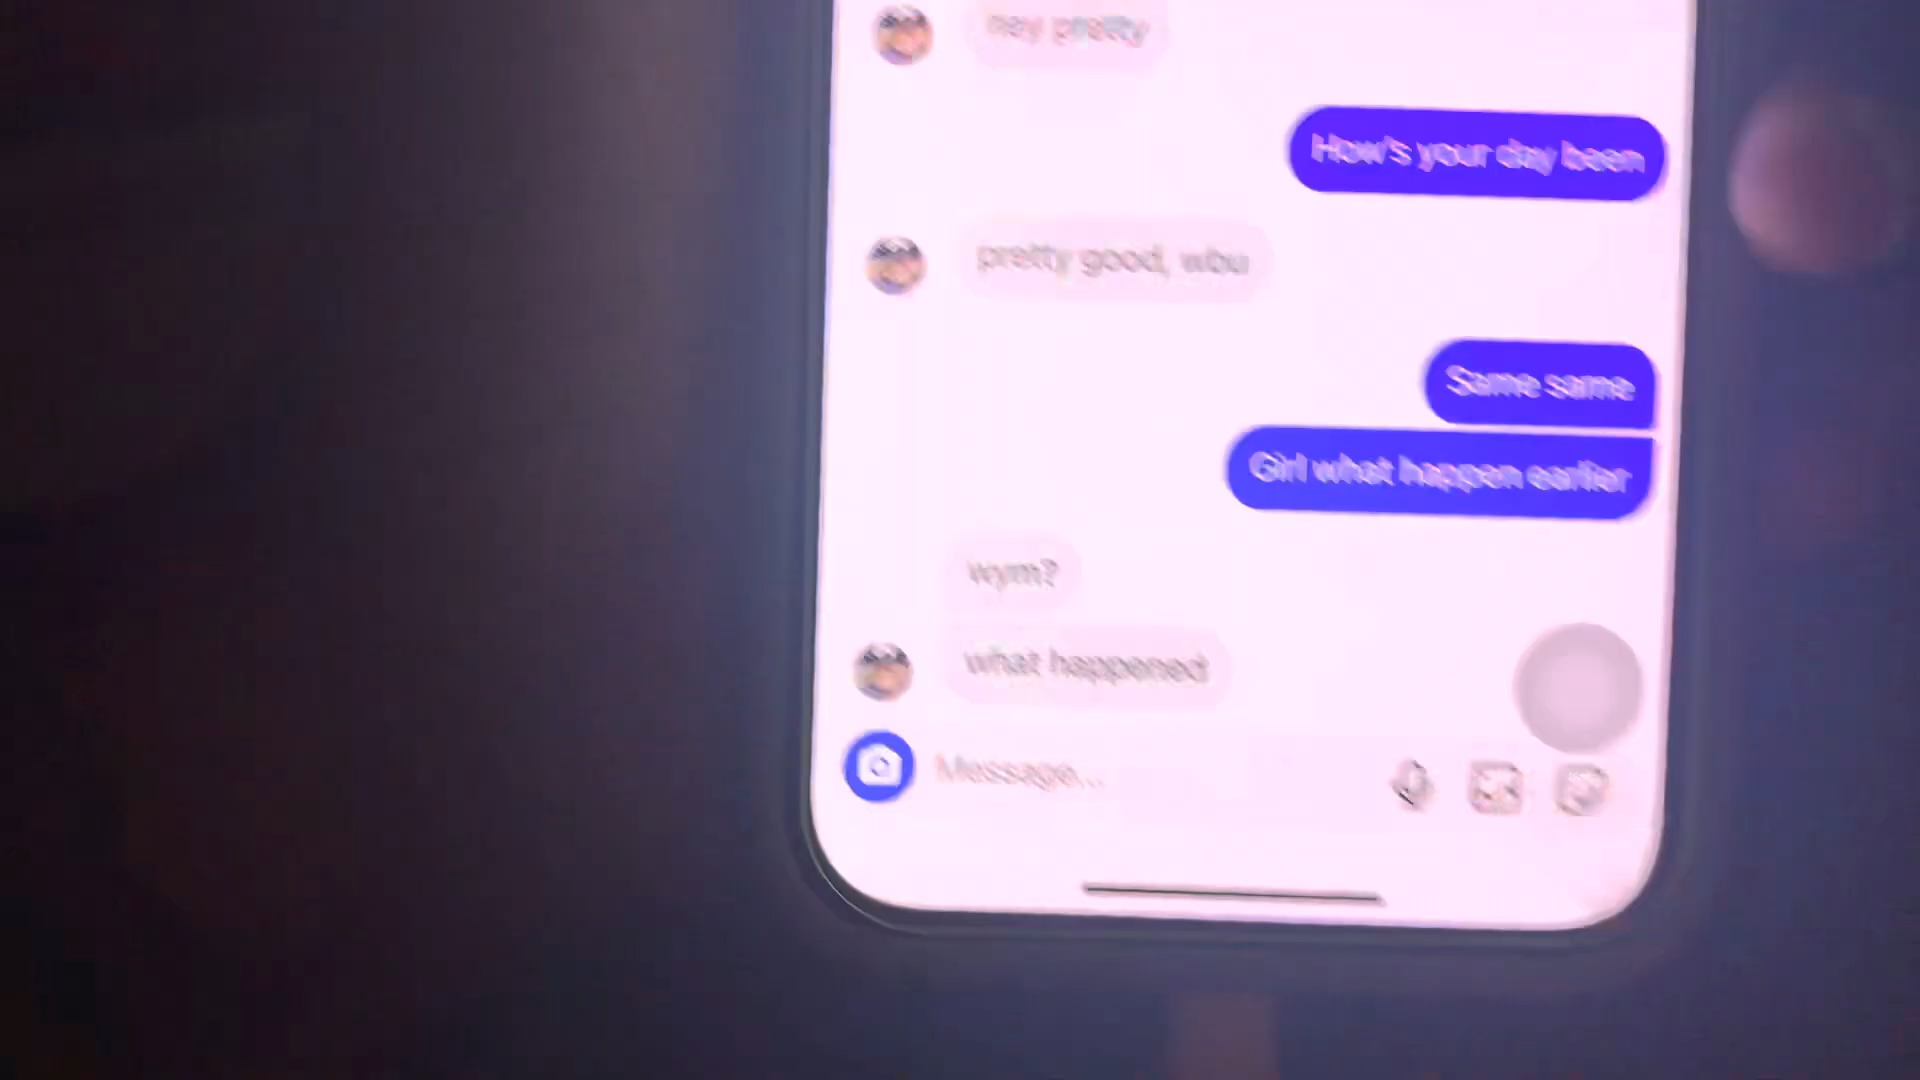 hey pretty
How's your day been
pretty good, wbu
Same same
Girl what happen earlier
wym?
what happened
Message...